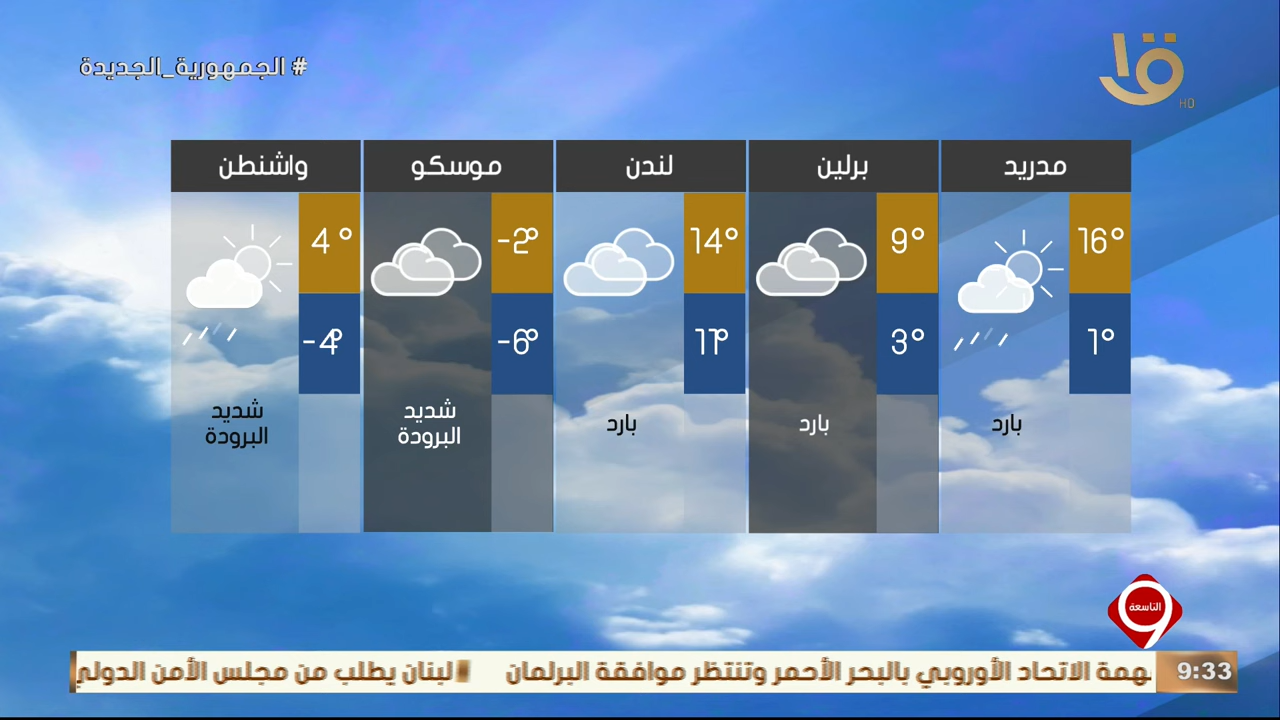 # الجمهورية_الجديدة
HD
مدريد
16°
1°
بارد
برلين
9°
3°
بارد
لندن
14°
11°
بارد
موسكو
-2°
-6°
شديد
البرودة
واشنطن
4°
-4°
شديد
البرودة
التاسعة
9
9:33
الاتحاد الأوروبي بالبحر الأحمر وتنتظر موافقة البرلمان لبنان يطلب من مجلس الأمن الدولي